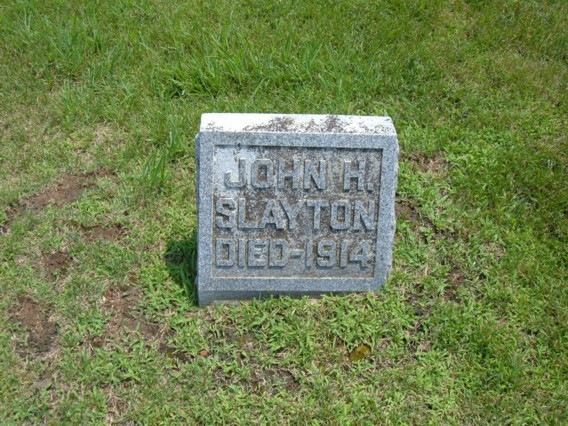 JOHN H.
SLAYTON
DIED-1914